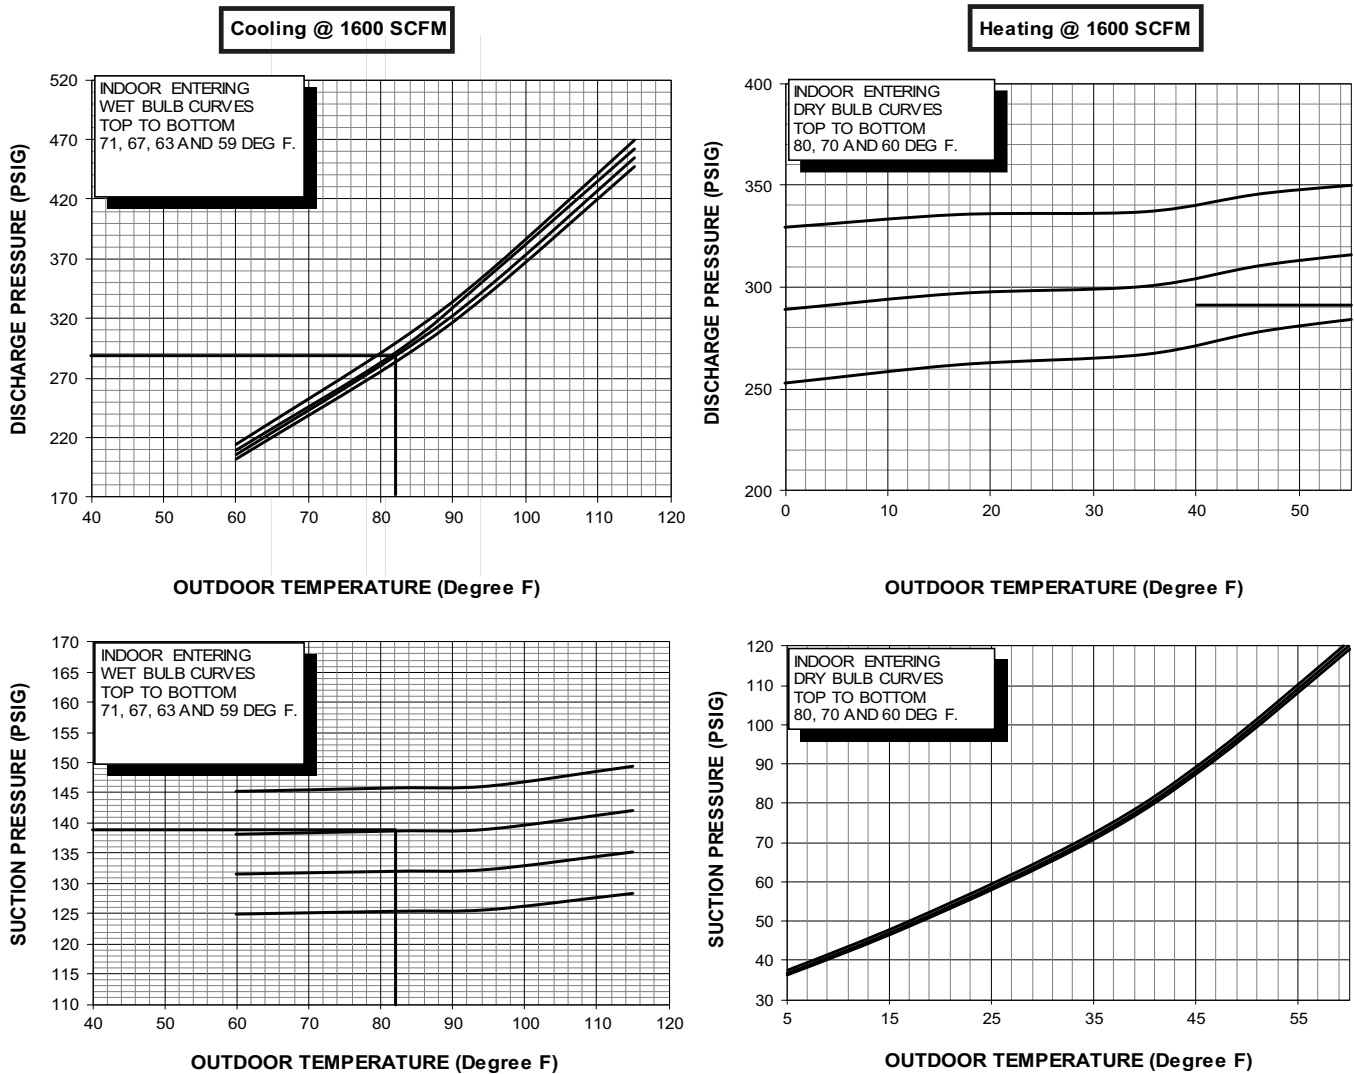 Cooling @ 1600 SCFM
Heating @ 1600 SCFM
DISCHARGE PRESSURE (PSIG)
520
470
420
370
320
270
220
170
INDOOR ENTERING
WET BULB CURVES
TOP TO BOTTOM
71, 67, 63 AND 59 DEG F.
40 50 60 70 80 90 100 110 120
OUTDOOR TEMPERATURE (Degree F)
DISCHARGE PRESSURE (PSIG)
400
350
300
250
200
INDOOR ENTERING
DRY BULB CURVES
TOP TO BOTTOM
80, 70 AND 60 DEG F.
0 10 20 30 40 50
OUTDOOR TEMPERATURE (Degree F)
SUCTION PRESSURE (PSIG)
170
165
160
155
150
145
140
135
130
125
120
115
110
INDOOR ENTERING
WET BULB CURVES
TOP TO BOTTOM
71, 67, 63 AND 59 DEG F.
40 50 60 70 80 90 100 110 120
OUTDOOR TEMPERATURE (Degree F)
SUCTION PRESSURE (PSIG)
120
110
100
90
80
70
60
50
40
30
INDOOR ENTERING
DRY BULB CURVES
TOP TO BOTTOM
80, 70 AND 60 DEG F.
5 15 25 35 45 55
OUTDOOR TEMPERATURE (Degree F)